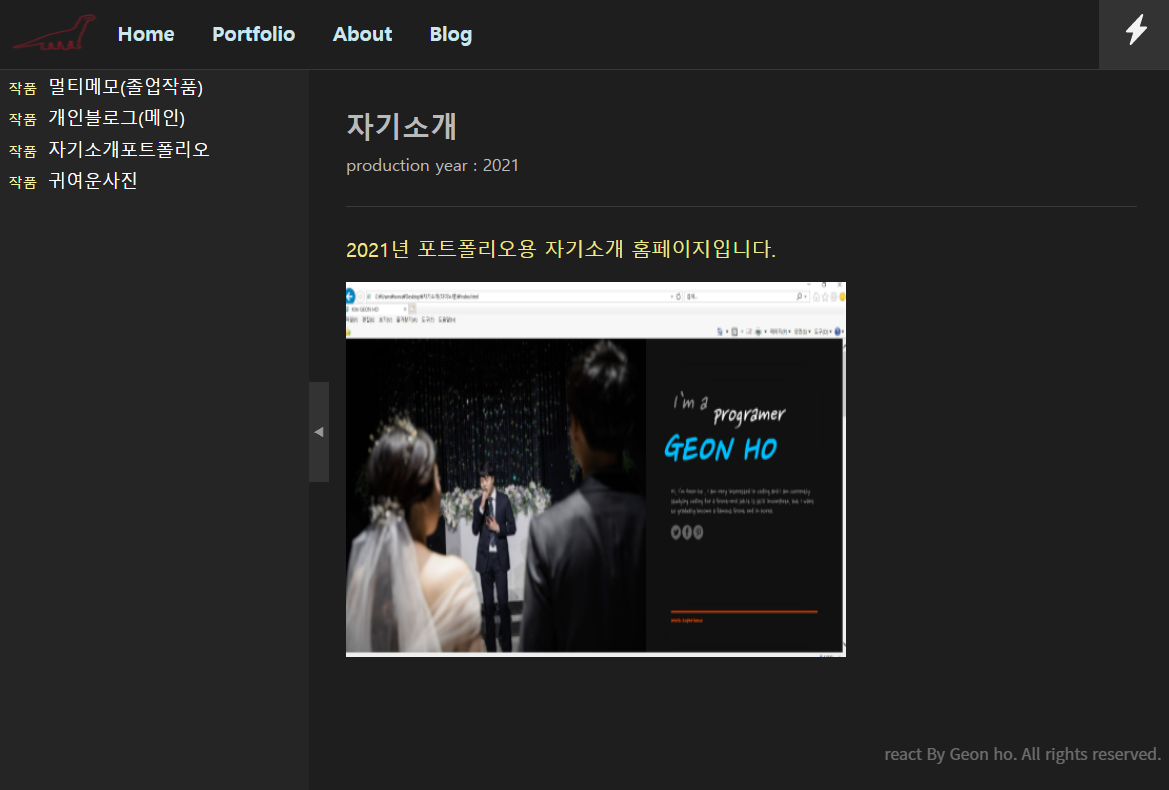 Home Portfolio About Blog
작품 멀티메모(졸업작품)
작품 개인블로그(메인)
작품 자기소개포트폴리오
작품 귀여운사진
자기소개
production year : 2021
2021년 포트폴리오용 자기소개 홈페이지입니다.
I'm a
programer
GEON HO
react By Geon ho. All rights reserved.